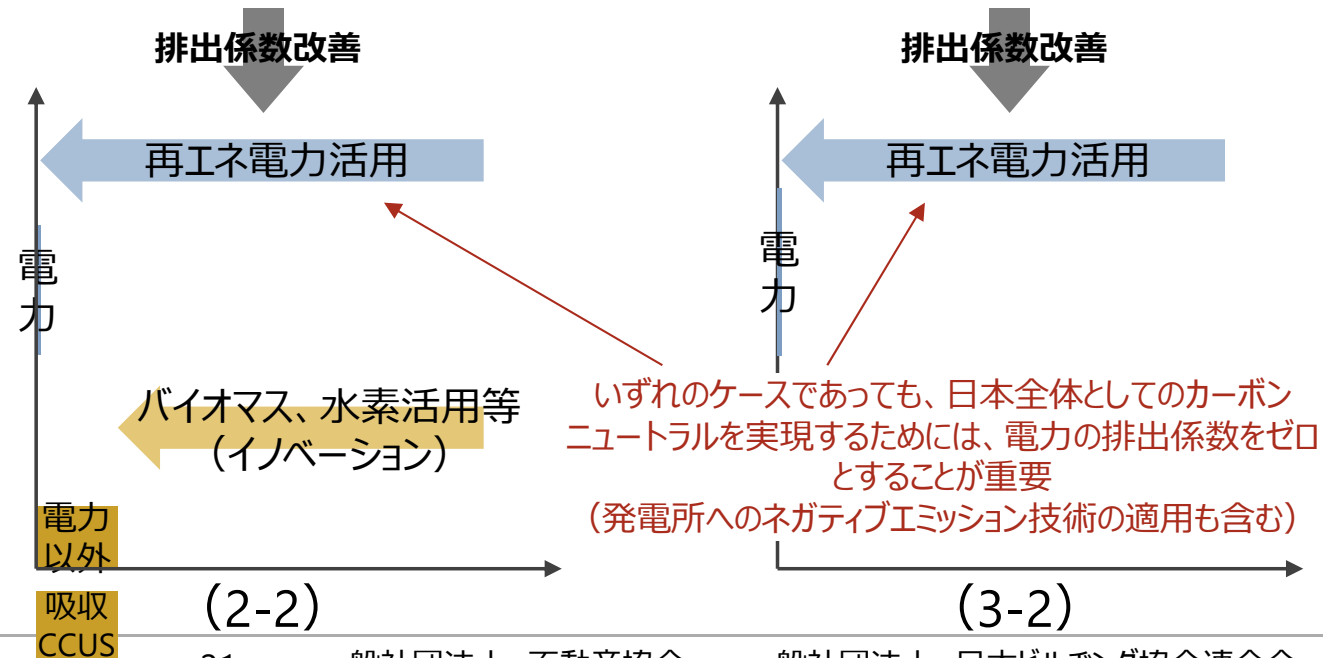 排出係数改善
再エネ電力活用
電力
バイオマス、水素活用等
（イノベーション）
電力
以外
吸収
CCUS
（2-2）
排出係数改善
再エネ電力活用
電力
いずれのケースであっても、日本全体としてのカーボン
ニュートラルを実現するためには、電力の排出係数をゼロ
とすることが重要
（発電所へのネガティブエミッション技術の適用も含む）
（3-2）